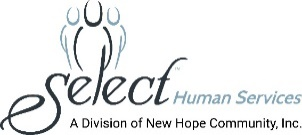 Select Human Services
A Division of New Hope Community, Inc.